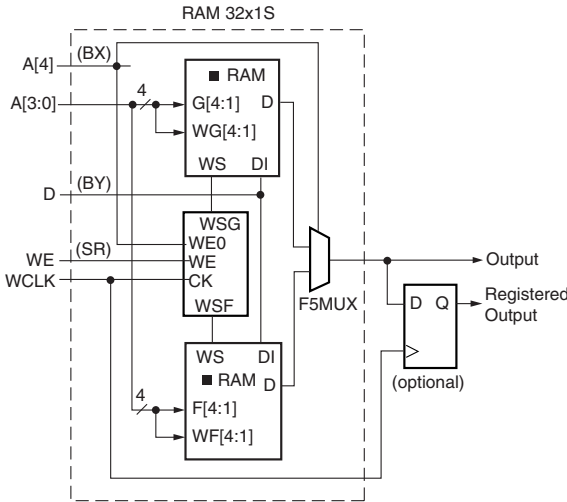 RAM 32x1S
A[4] (BX)
A[3:0]
4
RAM
G[4:1] D
WG[4:1]
WS DI
D (BY)
WSG
WE0
WE (SR) WE
WCLK CK
WSF
F5MUX
Output
D Q Registered
Output
(optional)
WS DI
RAM D
4
F[4:1]
WF[4:1]